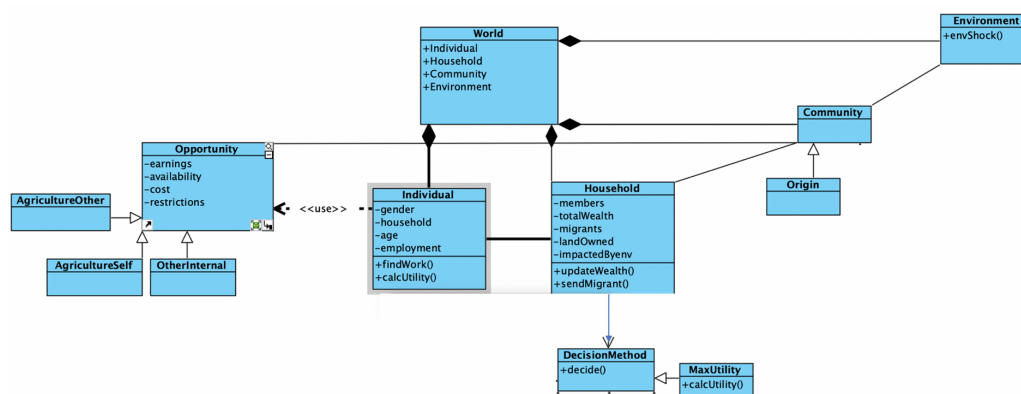 World
+Individual
+Household
+Community
+Environment
Environment
+envShock()
Community
Origin
Opportunity
-earnings
-availability
-cost
-restrictions
AgricultureOther
AgricultureSelf
OtherInternal
<<use>>
Individual
-gender
-household
-age
-employment
+findWork()
+calcUtility()
Household
-members
-totalWealth
-migrants
-landOwned
-impactedByenv
+updateWealth()
+sendMigrant()
DecisionMethod
+decide()
MaxUtility
+calcUtility()